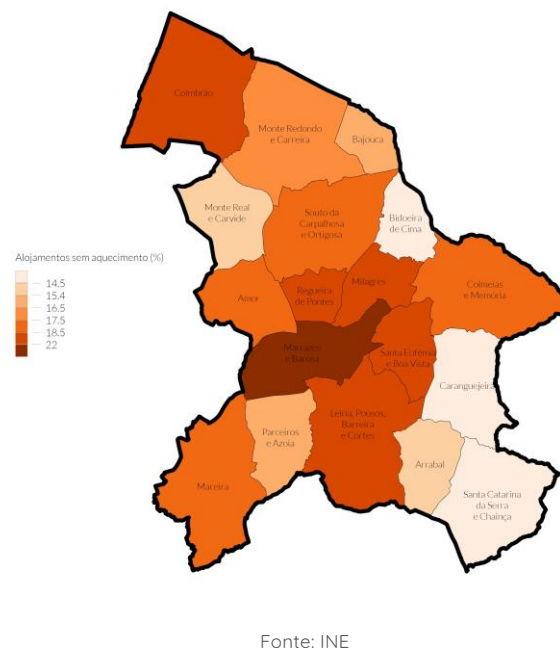 Coimbrão
Monte Redondo
e Carreira
Bajouca
Monte Real
e Carvide
Souto da
Carpalhosa
e Ortigosa
Bidoeira
de Cima
Alojamentos sem aquecimento (%)
14.5
15.4
16.5
17.5
18.5
22
Amor
Regueira
de Pontes
Milagres
Colmeias
e Memória
Marrazes
e Barosa
Santa Eufémia
e Boa Vista
Caranguejeira
Leiria, Pousos,
Barreira
e Cortes
Parceiros
e Azoia
Maceira
Arrabal
Santa Catarina
da Serra
e Chainça
Fonte: INE